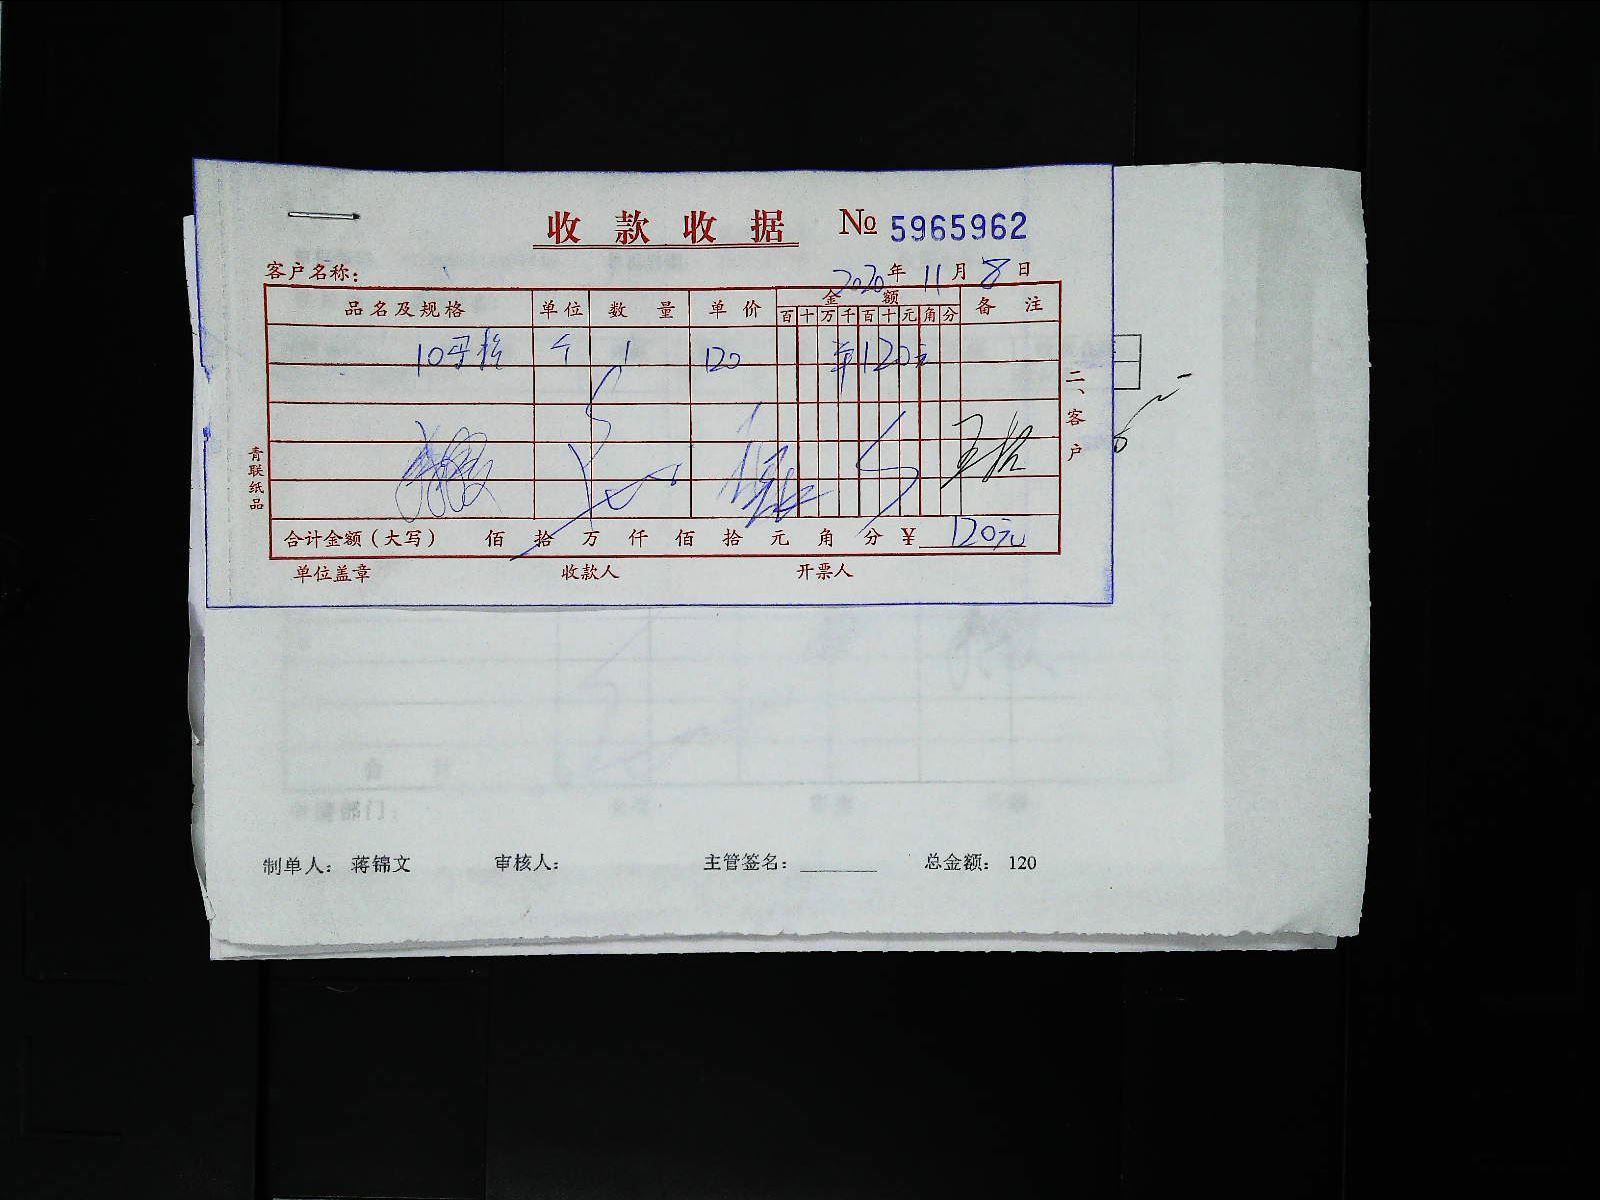 收款收据 № 5965962
客户名称: 2020年11月8日
品名及规格 单位 数量 单价 金额 备注
百十万千百十元角分
10号 个 1 120 120元
二、客户
青联纸品
合计金额(大写) 佰 拾 万 仟 佰 拾 元 角 分 ¥ 120元
单位盖章 收款人 开票人
制单人: 蒋锦文 审核人: 主管签名: ________ 总金额: 120